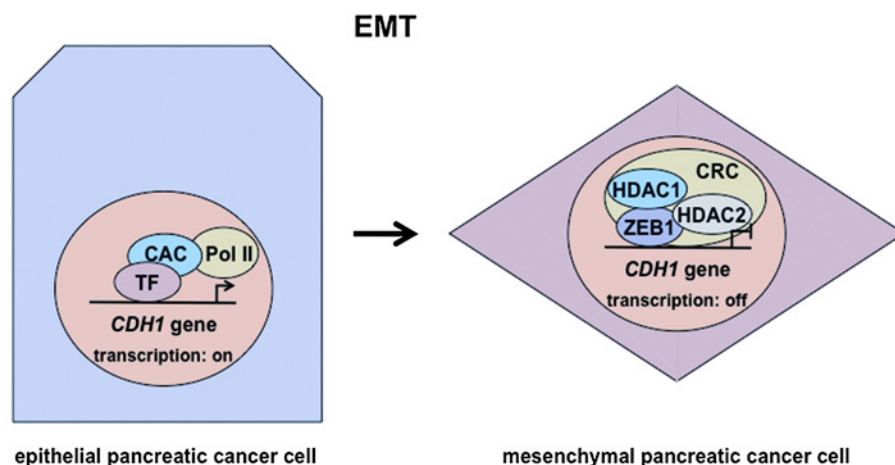 EMT
CAC
Pol II
TF
CDH1 gene
transcription: on
epithelial pancreatic cancer cell
CRC
HDAC1
HDAC2
ZEB1
CDH1 gene
transcription: off
mesenchymal pancreatic cancer cell